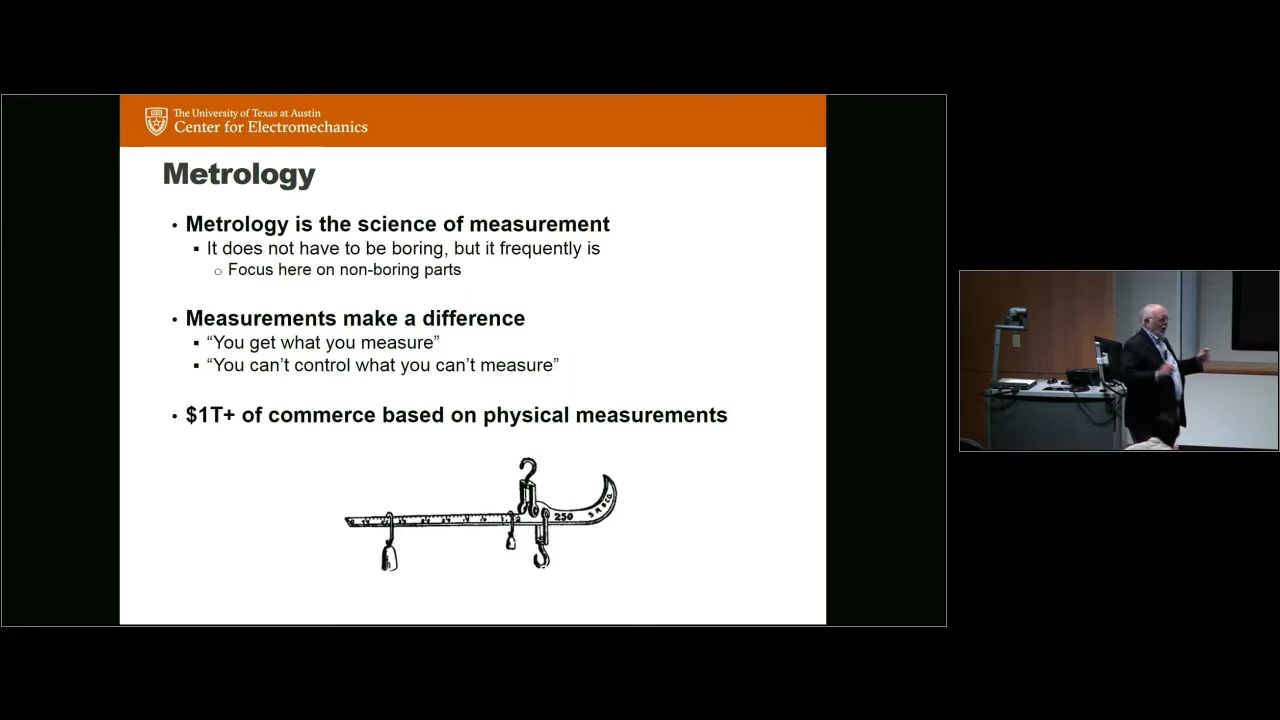 The University of Texas at Austin
Center for Electromechanics
Metrology
• Metrology is the science of measurement
▪ It does not have to be boring, but it frequently is
○ Focus here on non-boring parts
• Measurements make a difference
▪ “You get what you measure”
▪ “You can’t control what you can’t measure”
• $1T+ of commerce based on physical measurements
250